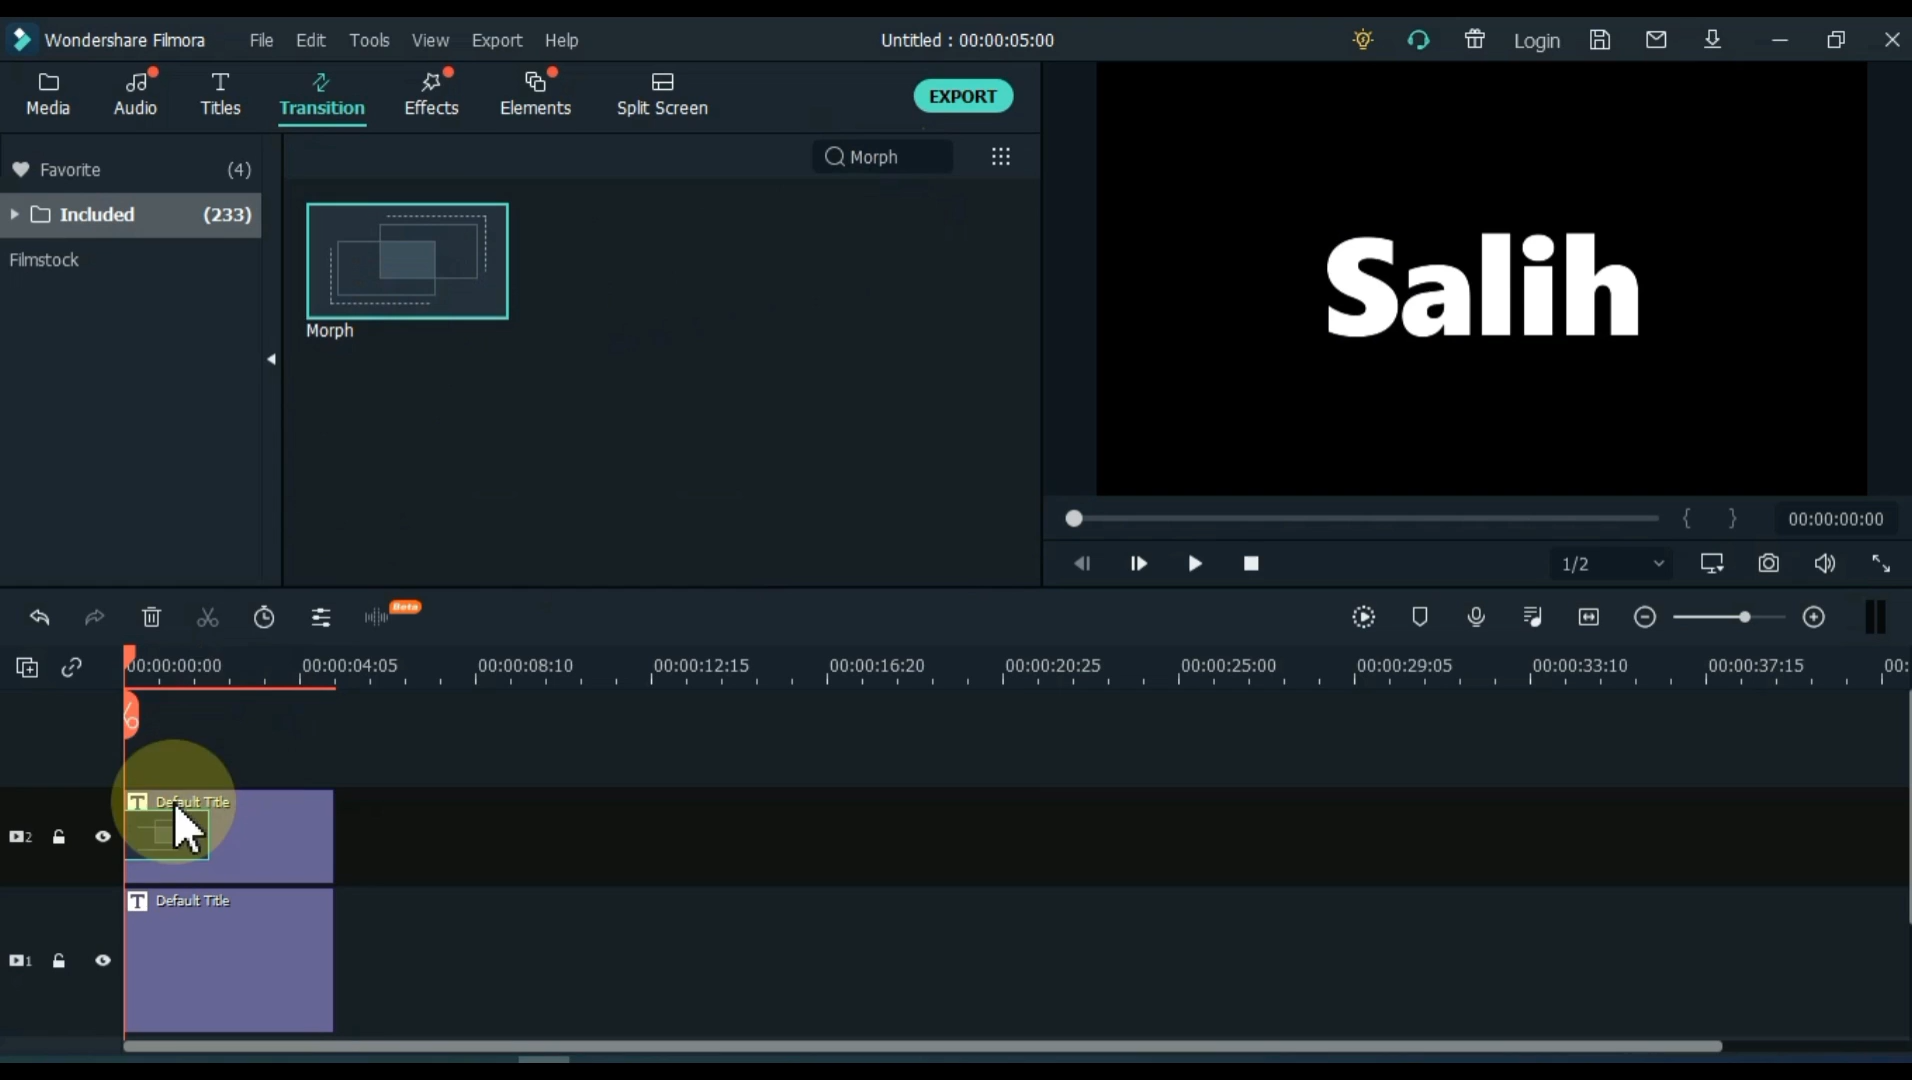 Wondershare Filmora File Edit Tools View Export Help Untitled : 00:00:05:00 Login
Media Audio Titles Transition Effects Elements Split Screen EXPORT
Favorite (4) Morph
Included (233)
Filmstock
Morph
Salih
00:00:00:00
1/2
Beta
00:00:00:00 00:00:04:05 00:00:08:10 00:00:12:15 00:00:16:20 00:00:20:25 00:00:25:00 00:00:29:05 00:00:33:10 00:00:37:15 00:
T Default Title
2
T Default Title
1